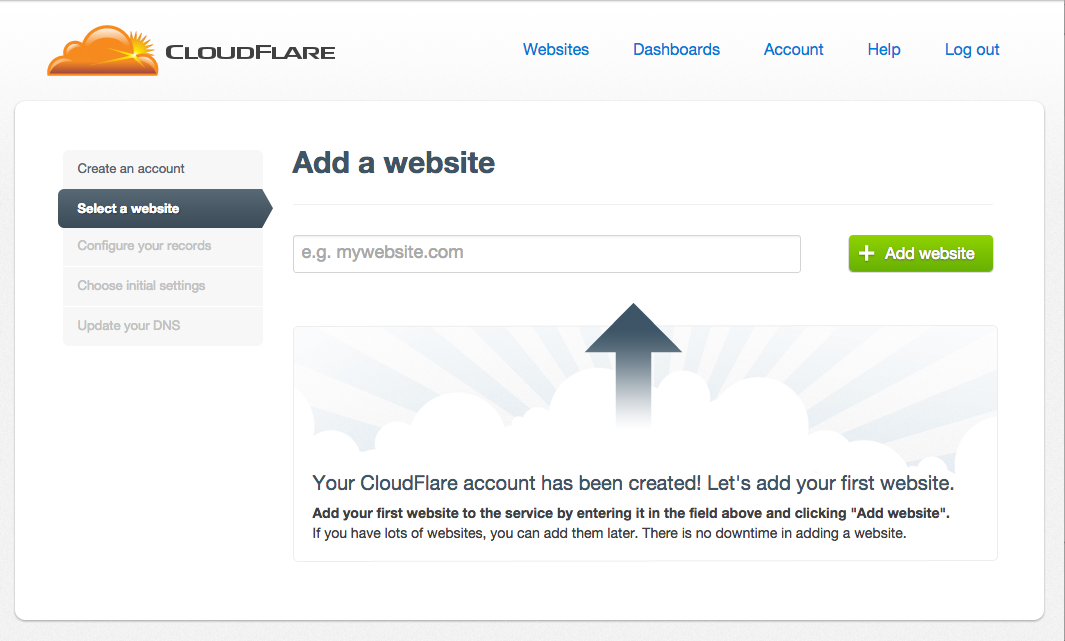 CLOUDFLARE
Websites Dashboards Account Help Log out
Create an account
Select a website
Configure your records
Choose initial settings
Update your DNS
Add a website
e.g. mywebsite.com
+ Add website
Your CloudFlare account has been created! Let's add your first website.
Add your first website to the service by entering it in the field above and clicking "Add website".
If you have lots of websites, you can add them later. There is no downtime in adding a website.